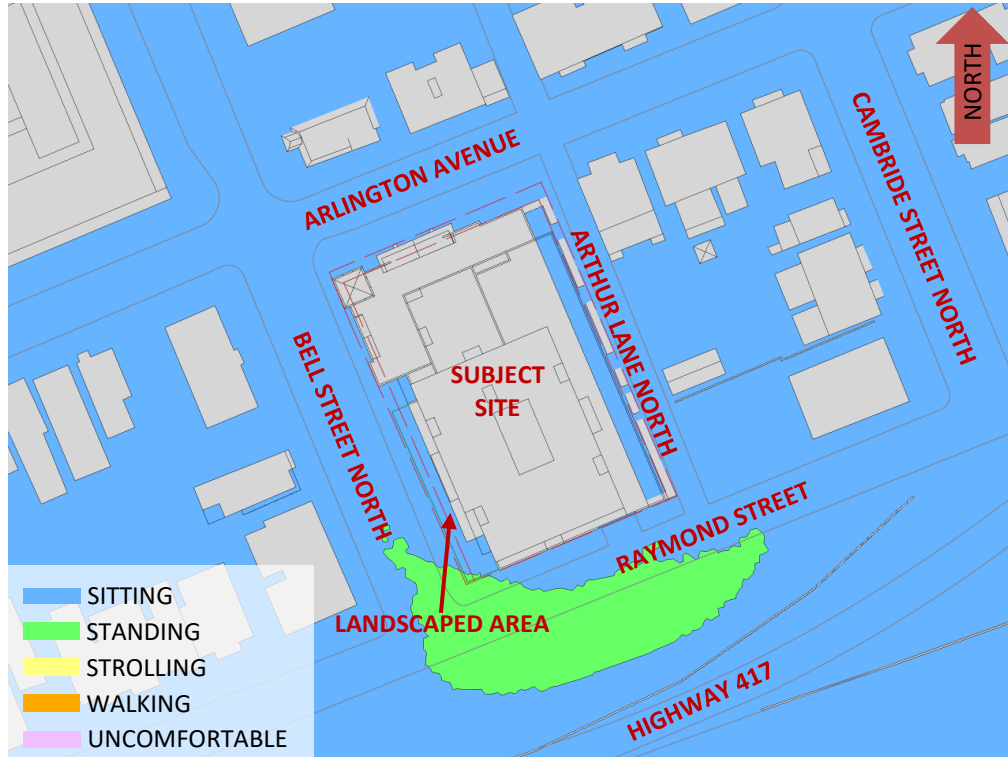 NORTH
ARLINGTON AVENUE
CAMBRIDE STREET NORTH
ARTHUR LANE NORTH
BELL STREET NORTH
SUBJECT
SITE
RAYMOND STREET
LANDSCAPED AREA
HIGHWAY 417
SITTING
STANDING
STROLLING
WALKING
UNCOMFORTABLE